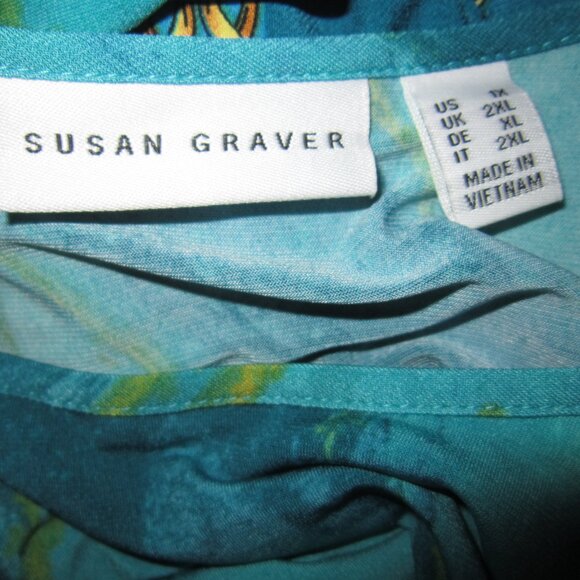 SUSAN GRAVER
US 1X
UK 2XL
DE XL
IT 2XL
MADE IN
VIETNAM